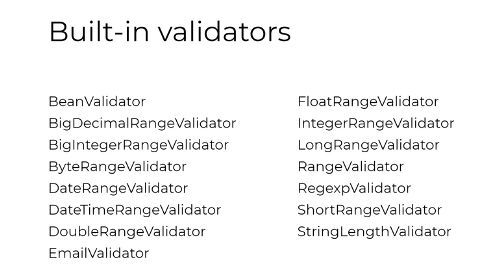 Built-in validators
BeanValidator
BigDecimalRangeValidator
BigIntegerRangeValidator
ByteRangeValidator
DateRangeValidator
DateTimeRangeValidator
DoubleRangeValidator
EmailValidator
FloatRangeValidator
IntegerRangeValidator
LongRangeValidator
RangeValidator
RegexpValidator
ShortRangeValidator
StringLengthValidator